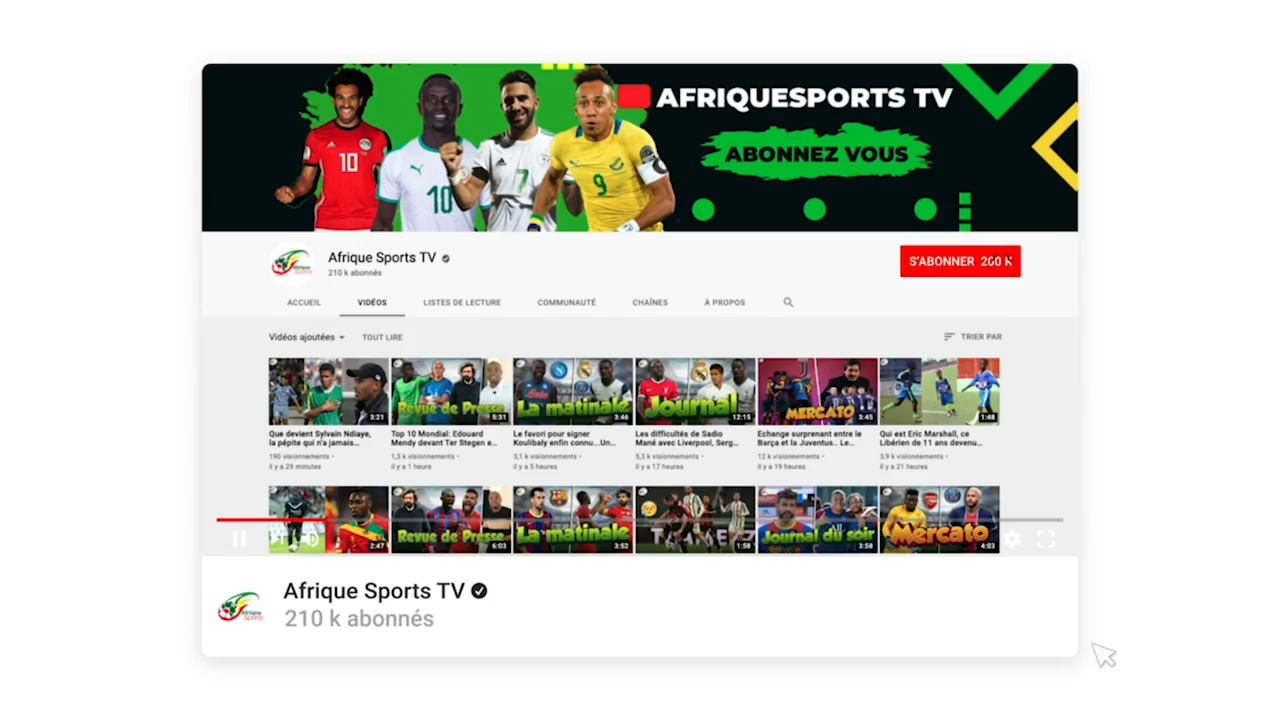 AFRIQUESPORTS TV
ABONNEZ VOUS
10
10
7
9
Afrique Sports TV
210 k abonnés
S'ABONNER 200 K
ACCUEIL VIDÉOS LISTES DE LECTURE COMMUNAUTÉ CHAÎNES À PROPOS
Vidéos ajoutées TOUT LIRE TRIER PAR
3:21
Revue de Presse 5:31
La matinale 3:46
Journal 12:15
MERCATO 3:45
1:48
Que devient Sylvain Ndiaye,
la pépite qui n'a jamais...
190 visionnements •
il y a 29 minutes
Top 10 Mondial: Edouard
Mendy devant Ter Stegen e...
1,3 k visionnements •
il y a 1 heure
Le favori pour signer
Koulibaly enfin connu...Un...
3,1 k visionnements •
il y a 5 heures
Les difficultés de Sadio
Mané avec Liverpool, Serg...
5,3 k visionnements •
il y a 17 heures
Echange surprenant entre le
Barça et la Juventus.. Le...
12 k visionnements •
il y a 19 heures
Qui est Eric Marshall, ce
Libérien de 11 ans devenu...
3,9 k visionnements •
il y a 21 heures
2:47
Revue de Presse 6:03
La matinale 3:52
1:58
Journal du soir 3:58
Mercato 4:03
Afrique Sports TV
210 k abonnés